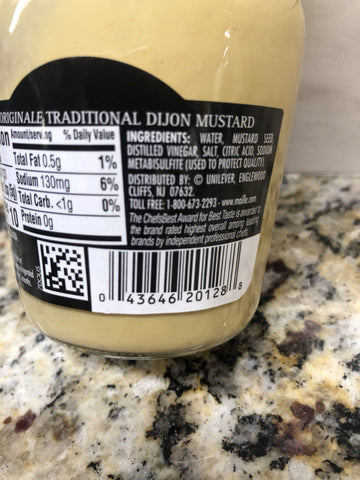 ORIGINALE TRADITIONAL DIJON MUSTARD
Amount/serving % Daily Value
Total Fat 0.5g 1%
Sodium 130mg 6%
Total Carb. <1g 0%
Protein 0g
10
INGREDIENTS: WATER, MUSTARD SEED,
DISTILLED VINEGAR, SALT, CITRIC ACID, SODIUM
METABISULFITE (USED TO PROTECT QUALITY).
DISTRIBUTED BY: © UNILEVER, ENGLEWOOD
CLIFFS, NJ 07632.
TOLL FREE: 1-800-673-2293 - www.maille.com
The ChefsBest Award for Best Taste is awarded to
the brand rated highest overall among leading
brands by independent professional chefs.
0 43646 20128 8